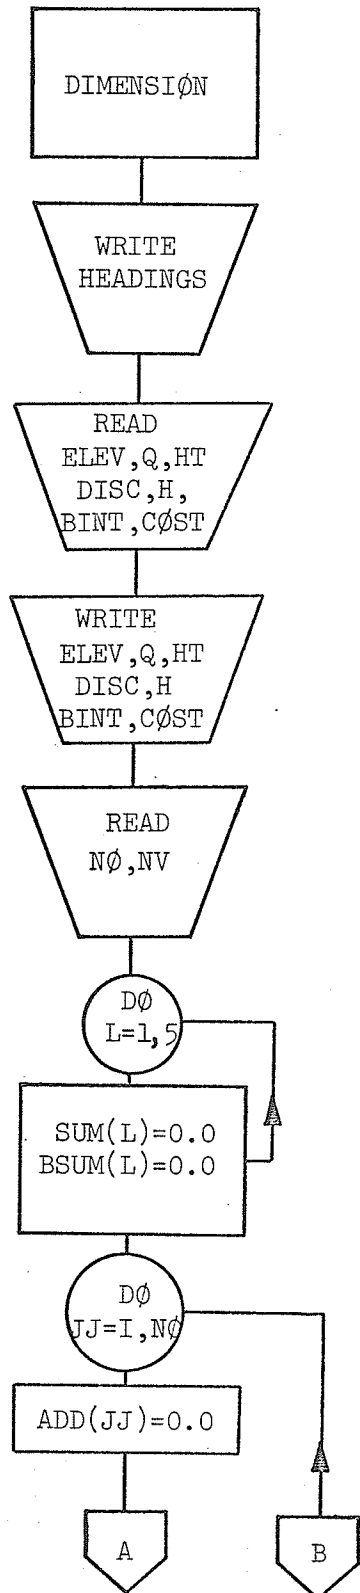 DIMENSIØN
WRITE
HEADINGS
READ
ELEV,Q,HT
DISC,H,
BINT,CØST
WRITE
ELEV,Q,HT
DISC,H
BINT,CØST
READ
NØ,NV
DØ
L=1,5
SUM(L)=0.0
BSUM(L)=0.0
DØ
JJ=I,NØ
ADD(JJ)=0.0
A
B